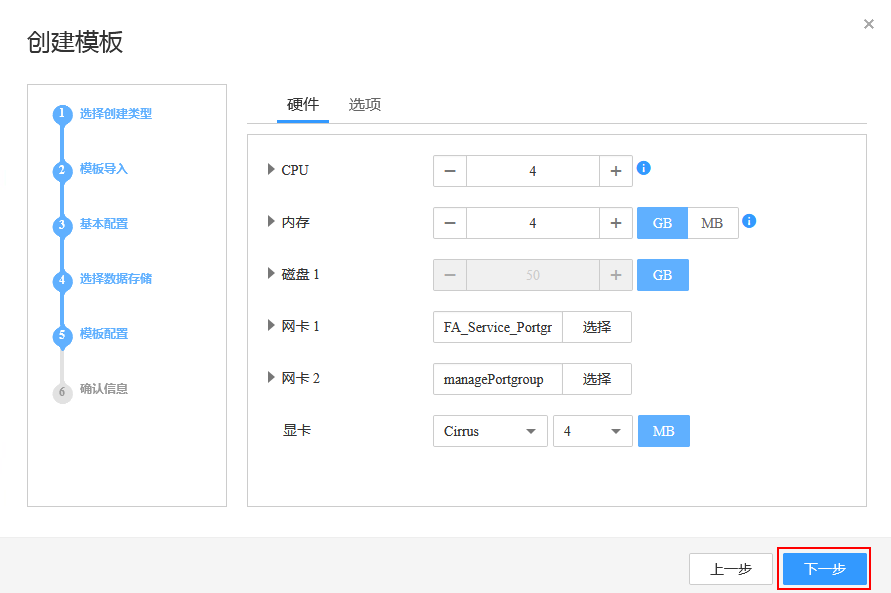 创建模板
1 选择创建类型
2 模板导入
3 基本配置
4 选择数据存储
5 模板配置
6 确认信息
硬件 选项
CPU 4
内存 4 GB MB
磁盘 1 50 GB
网卡 1 FA_Service_Portgr 选择
网卡 2 managePortgroup 选择
显卡 Cirrus 4 MB
上一步 下一步